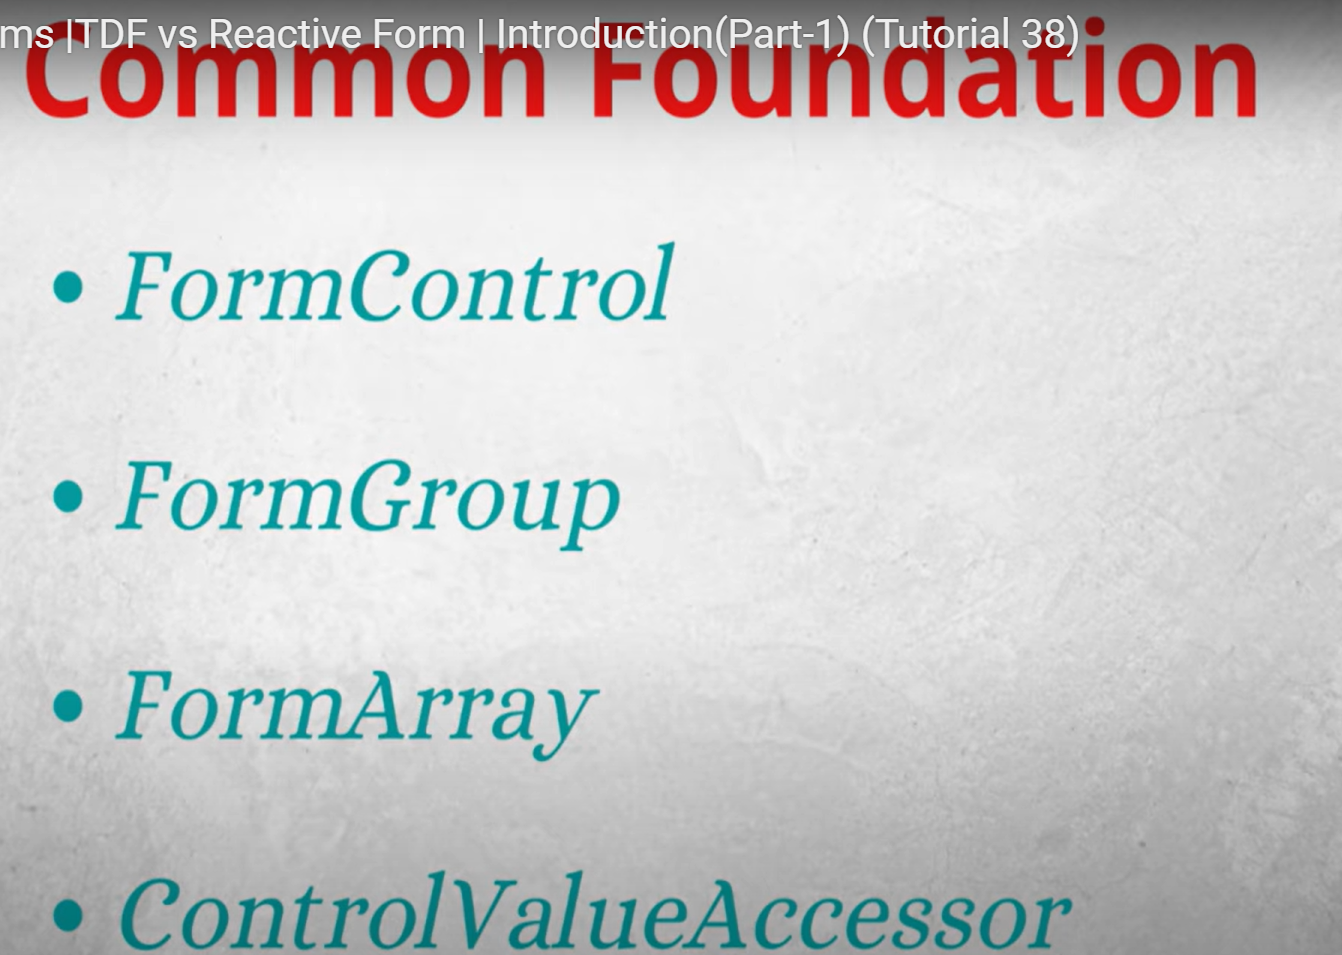 ms |TDF vs Reactive Form | Introduction(Part-1) (Tutorial 38)
Common Foundation
• FormControl
• FormGroup
• FormArray
• ControlValueAccessor